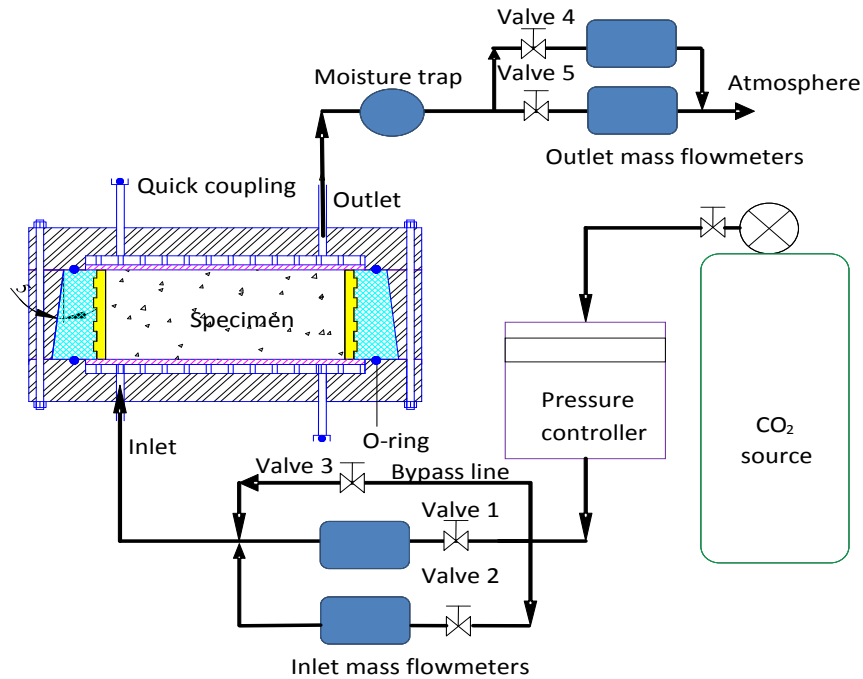 Valve 4
Valve 5
Moisture trap
Atmosphere
Outlet mass flowmeters
Quick coupling
Outlet
5
Specimen
Pressure
controller
CO₂
source
O-ring
Inlet
Valve 3
Bypass line
Valve 1
Valve 2
Inlet mass flowmeters